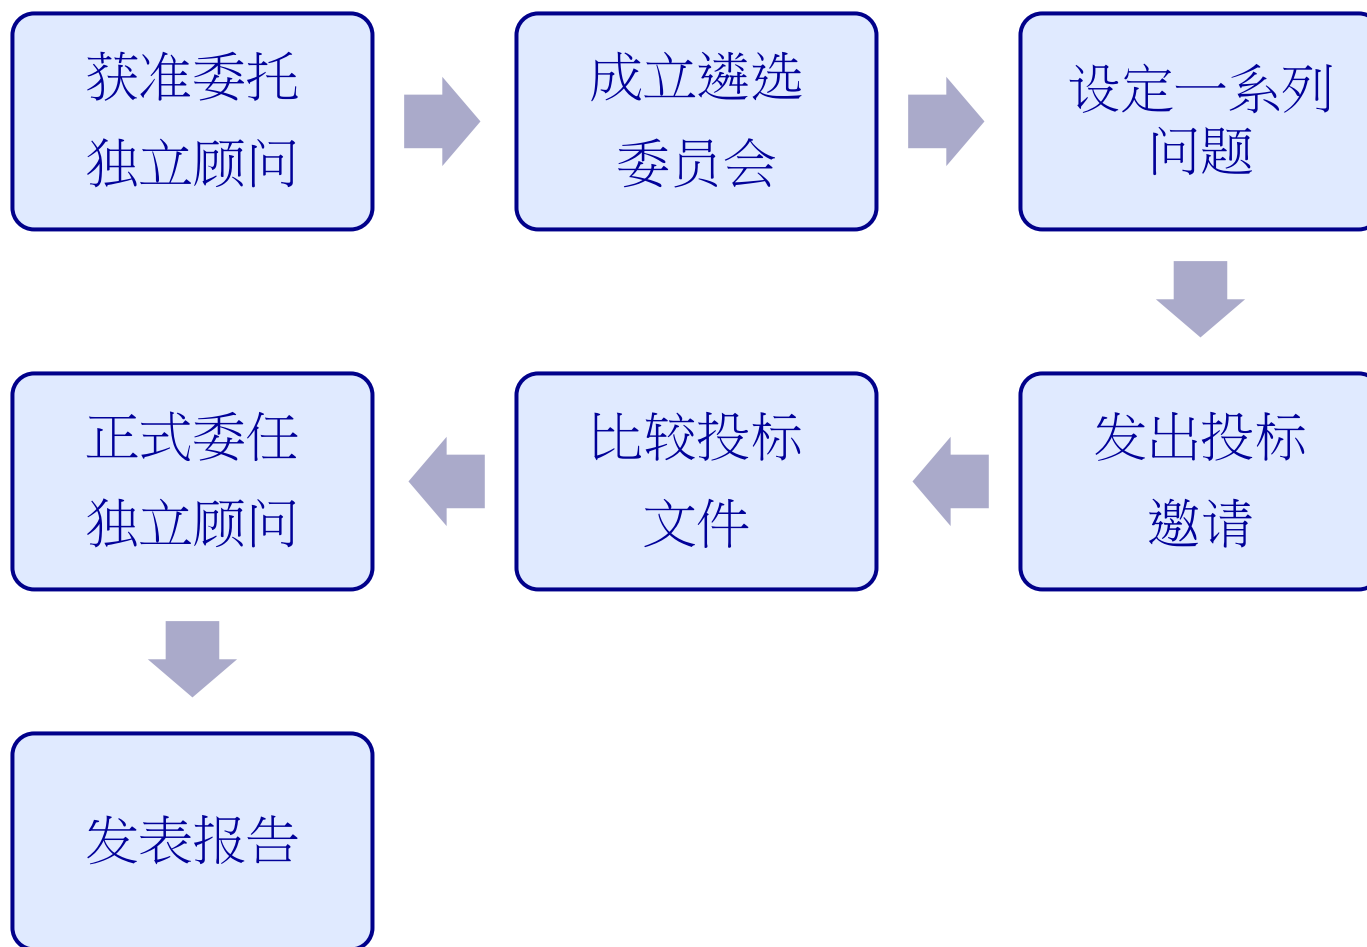 获准委托
独立顾问
成立遴选
委员会
设定一系列
问题
发出投标
邀请
比较投标
文件
正式委任
独立顾问
发表报告